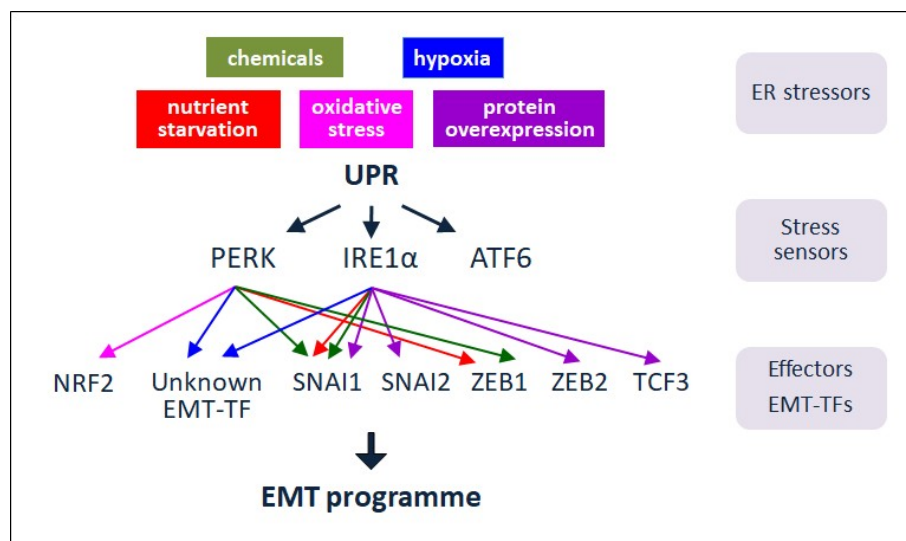 chemicals
hypoxia
ER stressors
nutrient
starvation
oxidative
stress
protein
overexpression
UPR
Stress
sensors
PERK
IRE1α
ATF6
NRF2
Unknown
EMT-TF
SNAI1
SNAI2
ZEB1
ZEB2
TCF3
Effectors
EMT-TFs
EMT programme